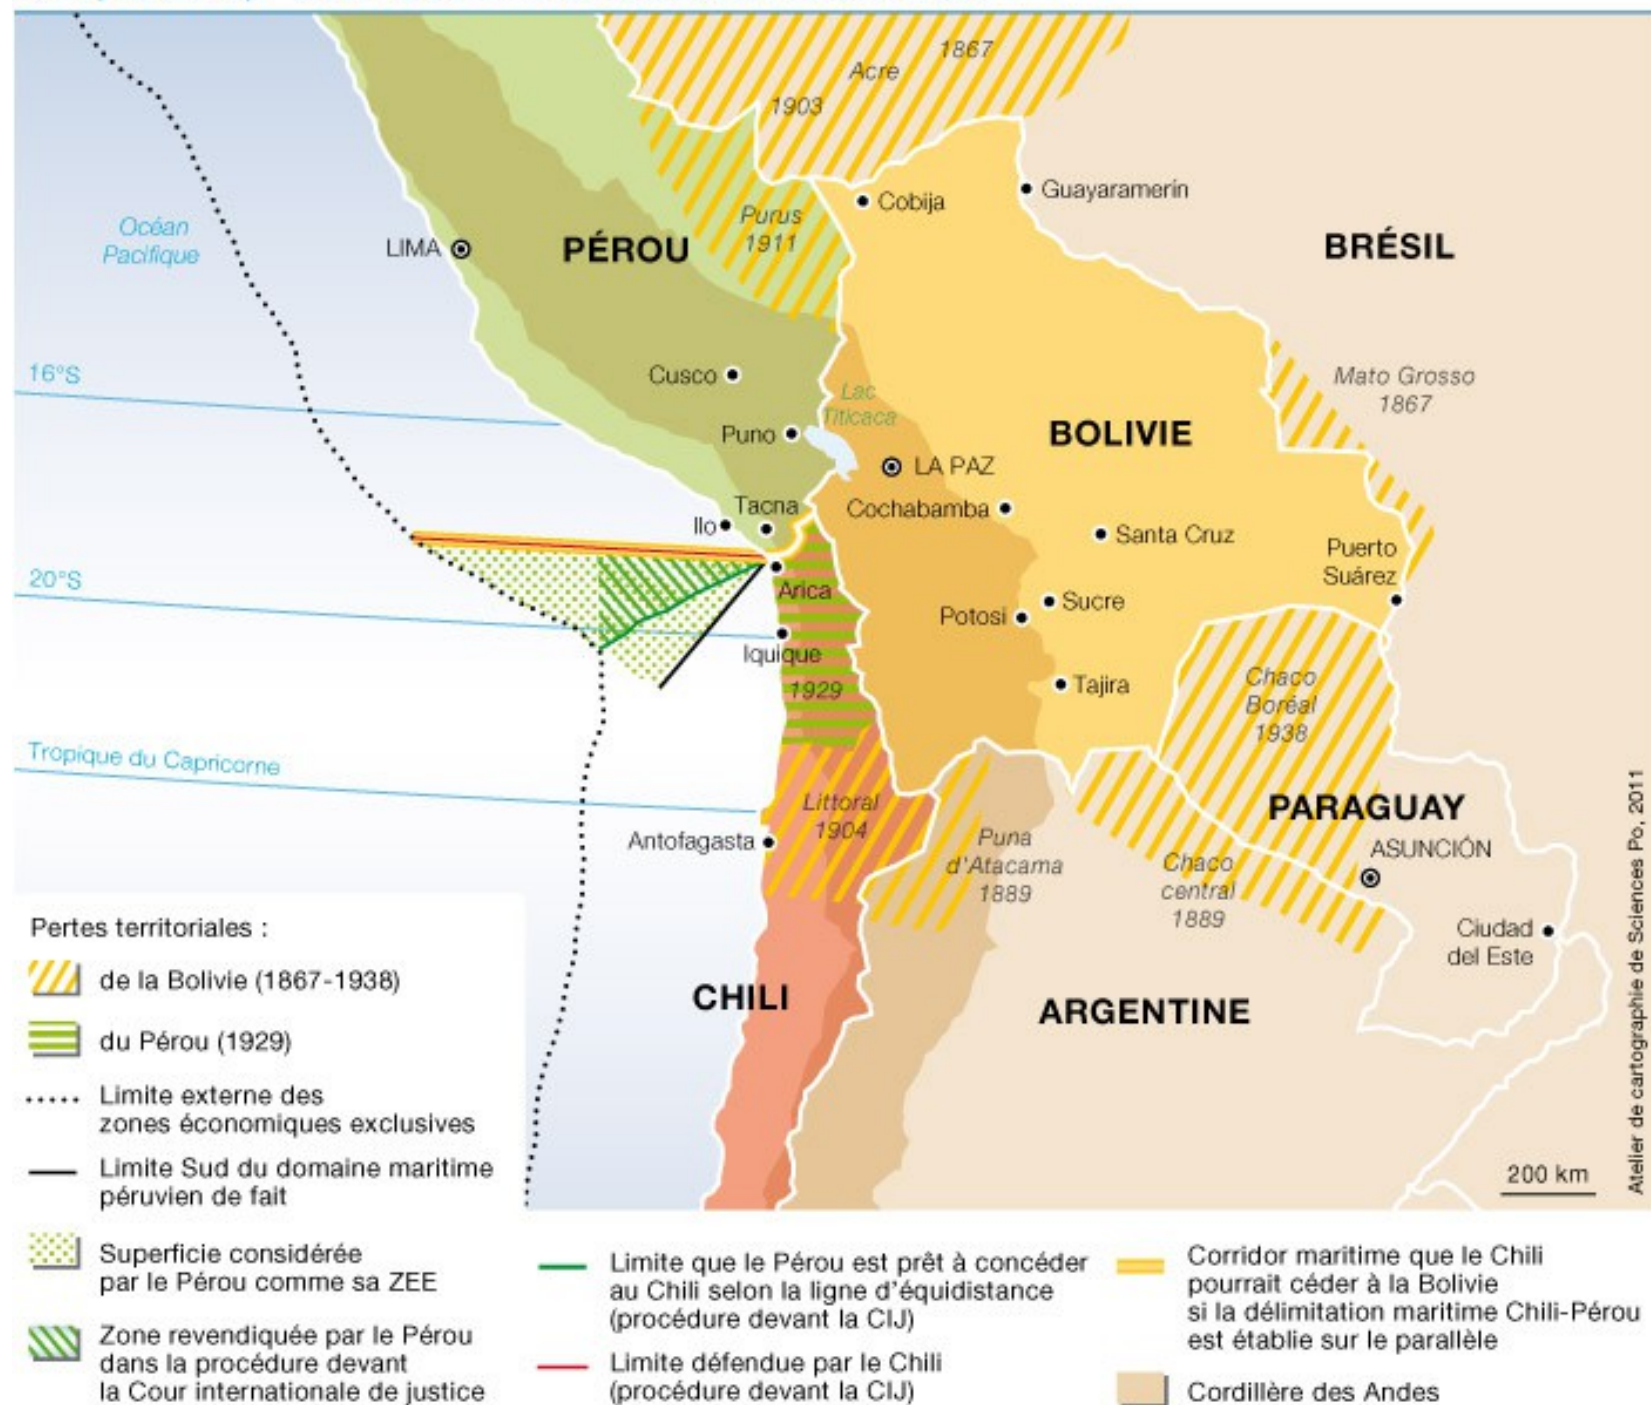 1867
Acre
1903
Cobija
Guayaramerín
Océan
Pacifique
LIMA
PÉROU
Purus
1911
BRÉSIL
16°S
Cusco
Lac
Titicaca
Mato Grosso
1867
Puno
BOLIVIE
LA PAZ
Tacna
Ilo
Cochabamba
Santa Cruz
Puerto
Suárez
20°S
Arica
Potosi
Sucre
Iquique
1929
Tajira
Chaco
Boréal
1938
Tropique du Capricorne
Littoral
1904
PARAGUAY
Antofagasta
Puna
d'Atacama
1889
Chaco
central
1889
ASUNCIÓN
Ciudad
del Este
CHILI
ARGENTINE
200 km
Atelier de cartographie de Sciences Po, 2011
Pertes territoriales :
de la Bolivie (1867-1938)
du Pérou (1929)
Limite externe des
zones économiques exclusives
Limite Sud du domaine maritime
péruvien de fait
Superficie considérée
par le Pérou comme sa ZEE
Zone revendiquée par le Pérou
dans la procédure devant
la Cour internationale de justice
Limite que le Pérou est prêt à concéder
au Chili selon la ligne d'équidistance
(procédure devant la CIJ)
Limite défendue par le Chili
(procédure devant la CIJ)
Corridor maritime que le Chili
pourrait céder à la Bolivie
si la délimitation maritime Chili-Pérou
est établie sur le parallèle
Cordillère des Andes